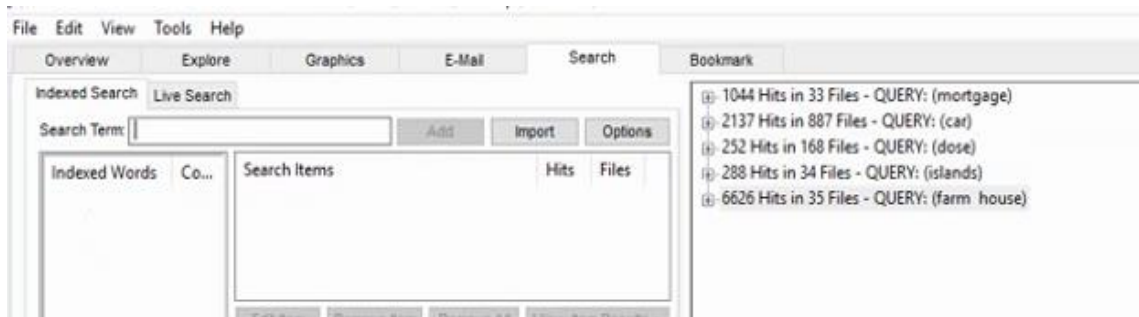 File Edit View Tools Help
Overview Explore Graphics E-Mail Search Bookmark
Indexed Search Live Search
Search Term: Add Import Options
Indexed Words Co... Search Items Hits Files
1044 Hits in 33 Files - QUERY: (mortgage)
2137 Hits in 887 Files - QUERY: (car)
252 Hits in 168 Files - QUERY: (dose)
288 Hits in 34 Files - QUERY: (islands)
6626 Hits in 35 Files - QUERY: (farm house)